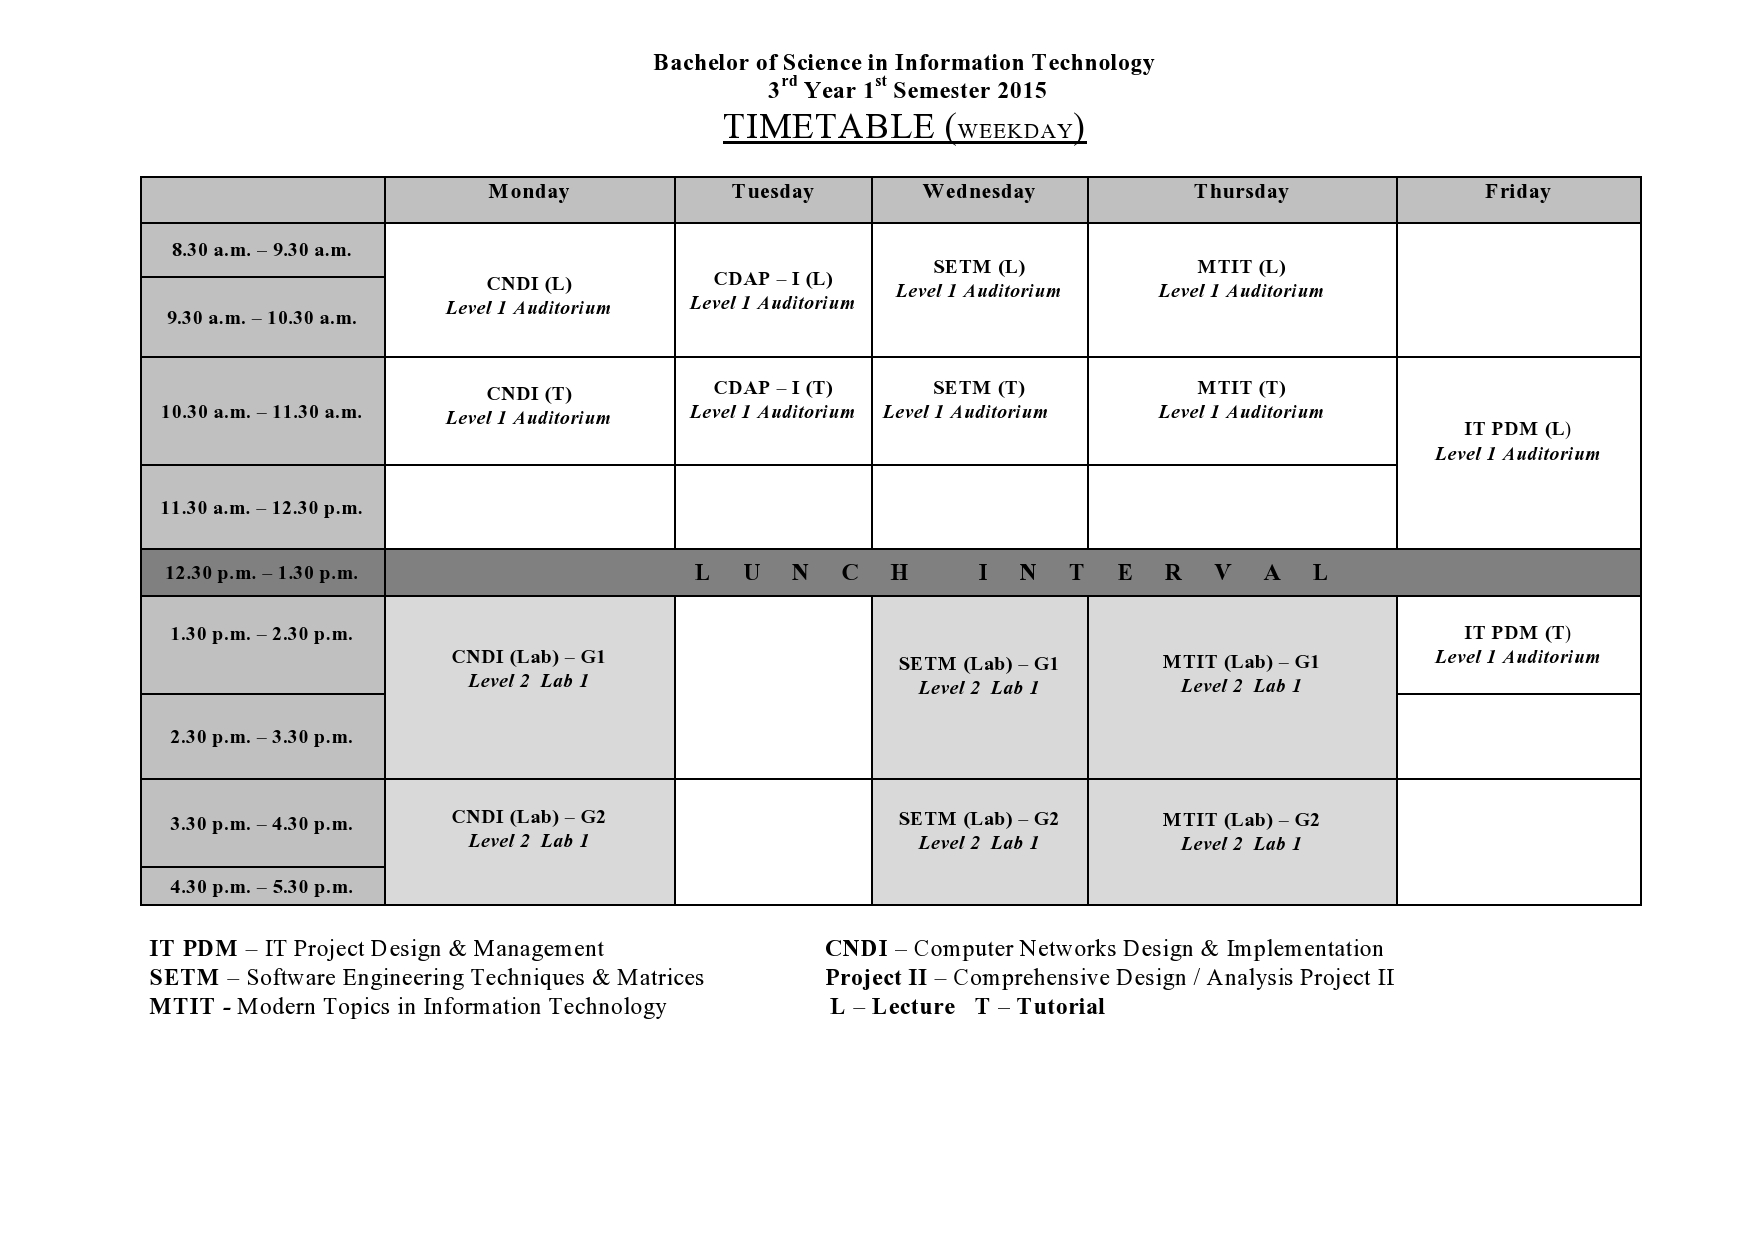 Bachelor of Science in Information Technology
3rd Year 1st Semester 2015
TIMETABLE (WEEKDAY)
Monday Tuesday Wednesday Thursday Friday
8.30 a.m. – 9.30 a.m.
9.30 a.m. – 10.30 a.m.
CNDI (L)
Level 1 Auditorium
CDAP – I (L)
Level 1 Auditorium
SETM (L)
Level 1 Auditorium
MTIT (L)
Level 1 Auditorium
10.30 a.m. – 11.30 a.m.
CNDI (T)
Level 1 Auditorium
CDAP – I (T)
Level 1 Auditorium
SETM (T)
Level 1 Auditorium
MTIT (T)
Level 1 Auditorium
IT PDM (L)
Level 1 Auditorium
11.30 a.m. – 12.30 p.m.
12.30 p.m. – 1.30 p.m.
L U N C H I N T E R V A L
1.30 p.m. – 2.30 p.m.
2.30 p.m. – 3.30 p.m.
CNDI (Lab) – G1
Level 2 Lab 1
SETM (Lab) – G1
Level 2 Lab 1
MTIT (Lab) – G1
Level 2 Lab 1
IT PDM (T)
Level 1 Auditorium
3.30 p.m. – 4.30 p.m.
4.30 p.m. – 5.30 p.m.
CNDI (Lab) – G2
Level 2 Lab 1
SETM (Lab) – G2
Level 2 Lab 1
MTIT (Lab) – G2
Level 2 Lab 1
IT PDM – IT Project Design & Management
SETM – Software Engineering Techniques & Matrices
MTIT - Modern Topics in Information Technology
CNDI – Computer Networks Design & Implementation
Project II – Comprehensive Design / Analysis Project II
L – Lecture T – Tutorial